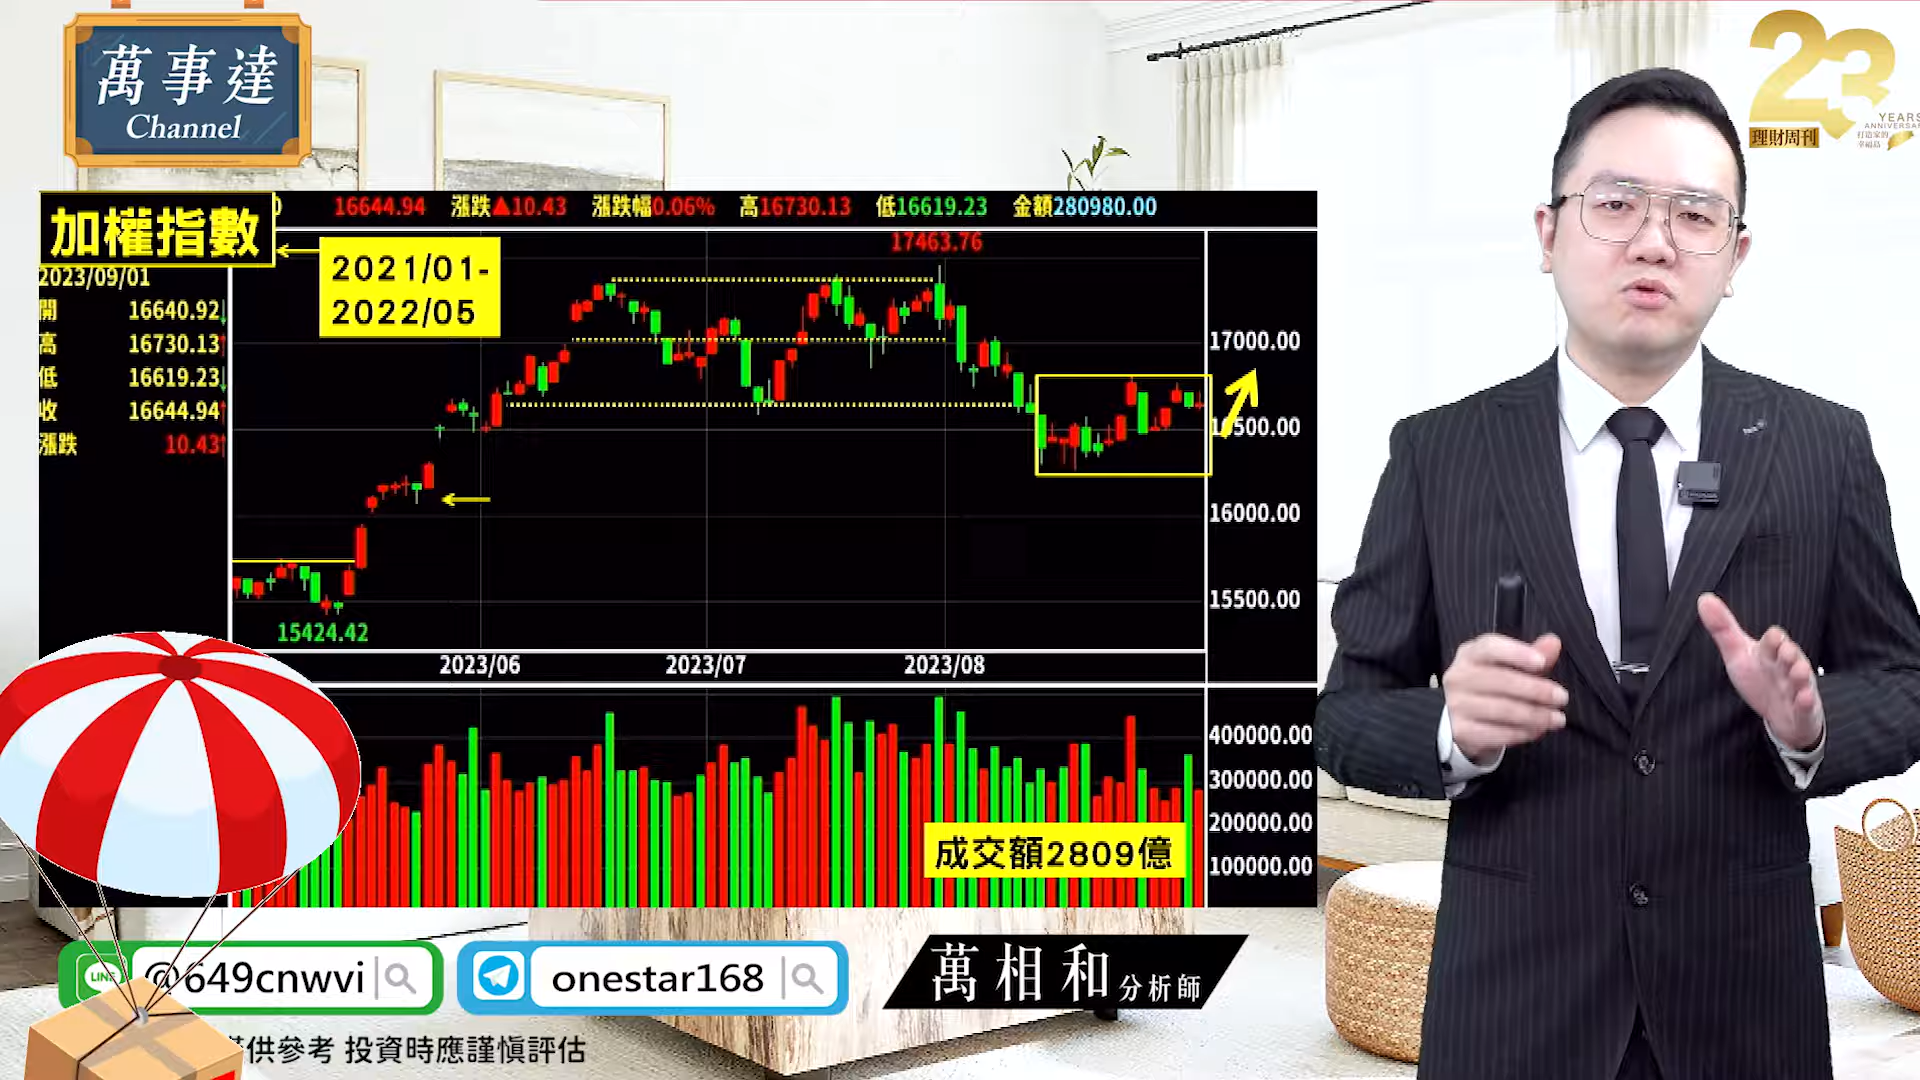 萬事達
Channel
23
YEARS
理財周刊
加權指數
16644.94 漲跌▲10.43 漲跌幅0.06% 高16730.13 低16619.23 金額280980.00
2021/01-
2022/05
2023/09/01
開 16640.92↓
高 16730.13↑
低 16619.23↓
收 16644.94↑
漲跌 10.43↑
17463.76
17000.00
16000.00
15500.00
15424.42
2023/06 2023/07 2023/08
400000.00
300000.00
200000.00
100000.00
成交額2809億
LINE @649cnwvi
onestar168
萬相和分析師
供參考 投資時應謹慎評估